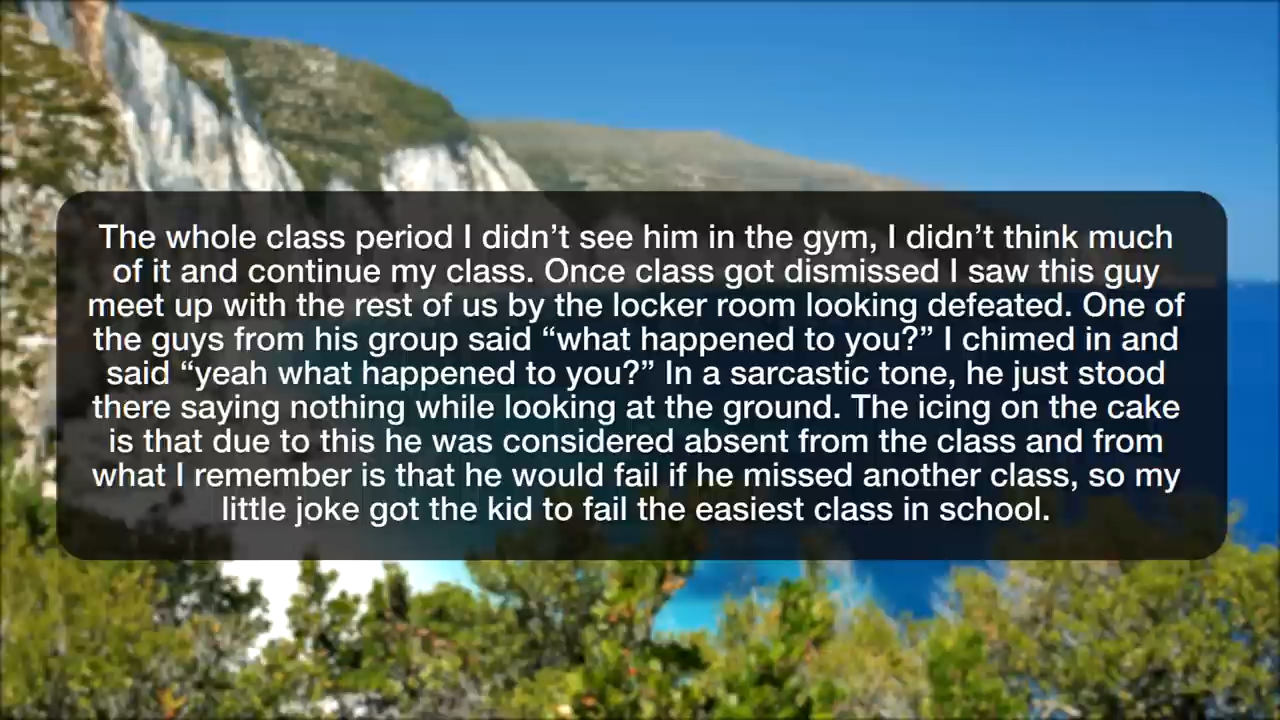 The whole class period I didn’t see him in the gym, I didn’t think much
of it and continue my class. Once class got dismissed I saw this guy
meet up with the rest of us by the locker room looking defeated. One of
the guys from his group said “what happened to you?” I chimed in and
said “yeah what happened to you?” In a sarcastic tone, he just stood
there saying nothing while looking at the ground. The icing on the cake
is that due to this he was considered absent from the class and from
what I remember is that he would fail if he missed another class, so my
little joke got the kid to fail the easiest class in school.